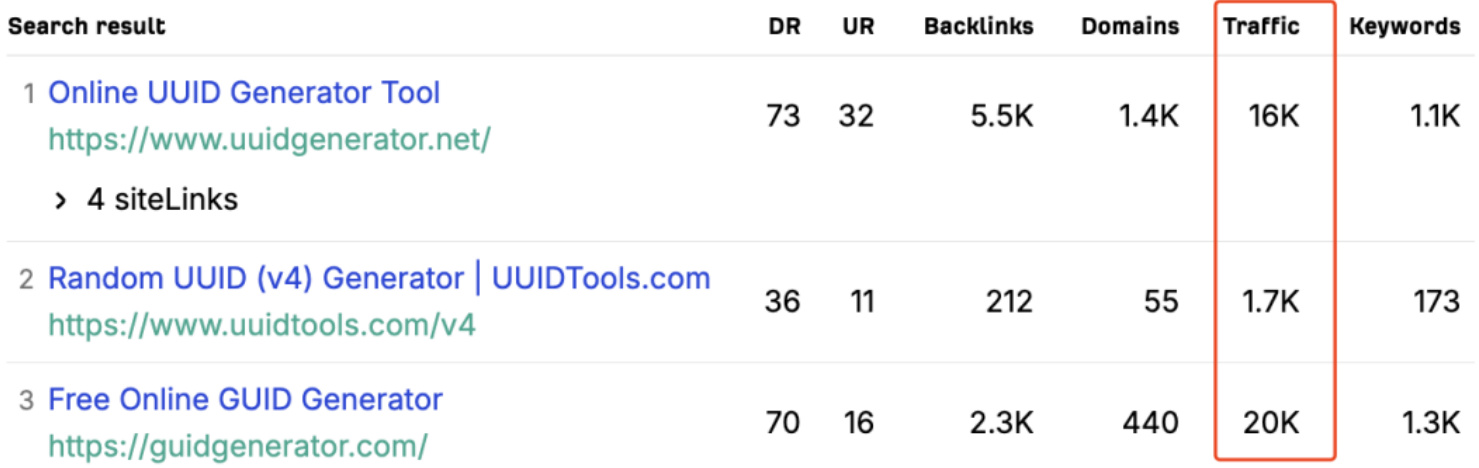 Search result DR UR Backlinks Domains Traffic Keywords
1 Online UUID Generator Tool 73 32 5.5K 1.4K 16K 1.1K
https://www.uuidgenerator.net/
› 4 siteLinks
2 Random UUID (v4) Generator | UUIDTools.com 36 11 212 55 1.7K 173
https://www.uuidtools.com/v4
3 Free Online GUID Generator 70 16 2.3K 440 20K 1.3K
https://guidgenerator.com/